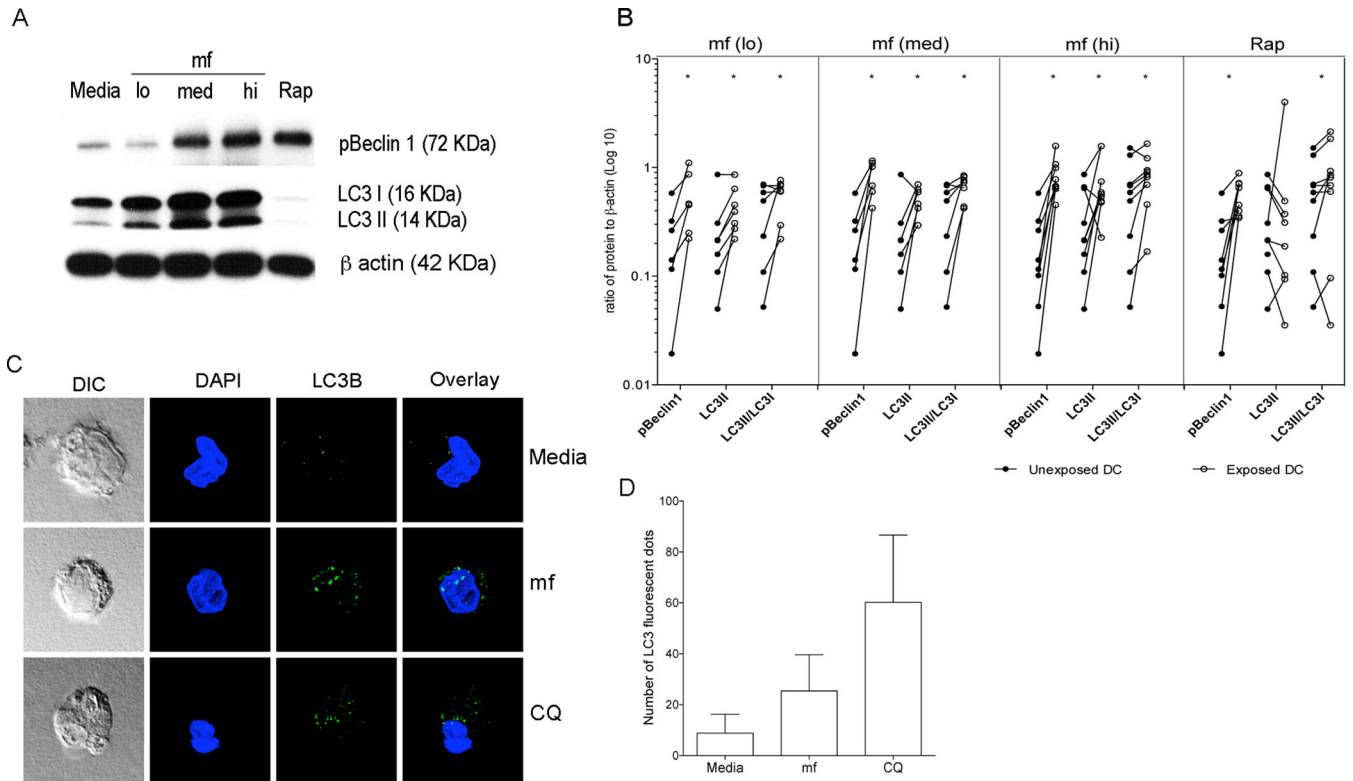 A
mf
Media lo med hi Rap
pBeclin 1 (72 KDa)
LC3 I (16 KDa)
LC3 II (14 KDa)
β actin (42 KDa)
B
mf (lo) mf (med) mf (hi) Rap
* * * * * * * * * * *
ratio of protein to β-actin (Log 10)
10
1
0.1
0.01
pBeclin1 LC3II LC3II/LC3I pBeclin1 LC3II LC3II/LC3I pBeclin1 LC3II LC3II/LC3I pBeclin1 LC3II LC3II/LC3I
Unexposed DC Exposed DC
C
DIC DAPI LC3B Overlay
Media
mf
CQ
D
Number of LC3 fluorescent dots
100
80
60
40
20
0
Media mf CQ